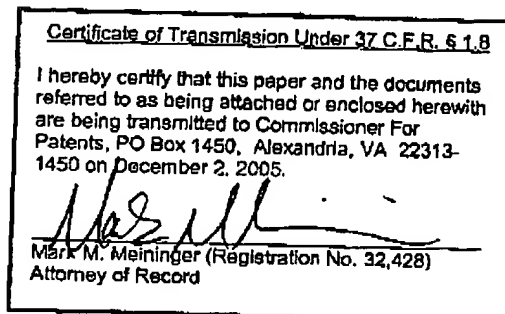 Certificate of Transmission Under 37 C.F.R. § 1.8
I hereby certify that this paper and the documents
referred to as being attached or enclosed herewith
are being transmitted to Commissioner For
Patents, PO Box 1450, Alexandria, VA 22313-
1450 on December 2, 2005.
Mark M. Meininger (Registration No. 32,428)
Attorney of Record